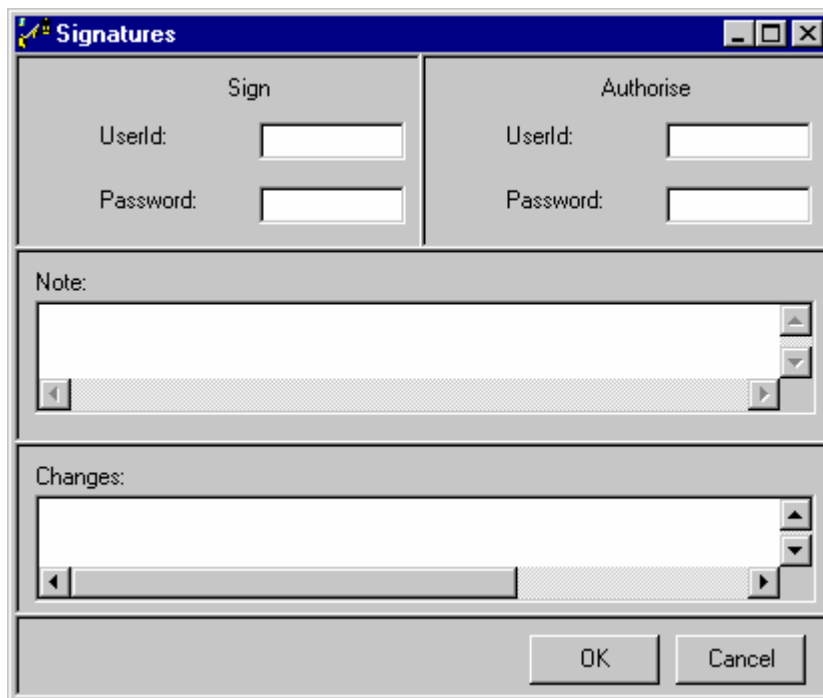 Signatures
Sign
Authorise
UserId:
UserId:
Password:
Password:
Note:
Changes:
OK
Cancel